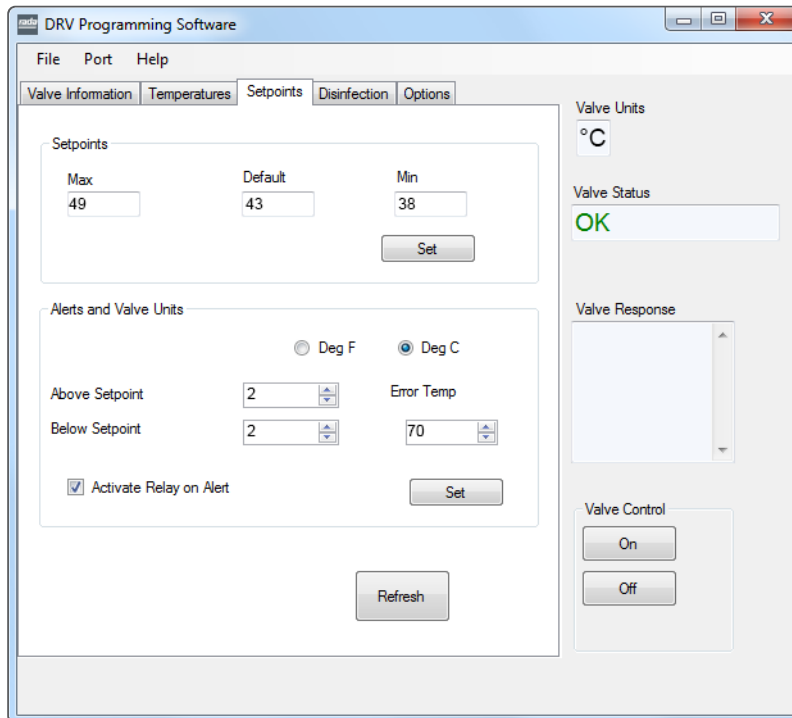 rada DRV Programming Software
File Port Help
Valve Information Temperatures Setpoints Disinfection Options
Setpoints
Max Default Min
49 43 38
Set
Alerts and Valve Units
Deg F Deg C
Above Setpoint 2 Error Temp
Below Setpoint 2 70
Activate Relay on Alert Set
Refresh
Valve Units
°C
Valve Status
OK
Valve Response
Valve Control
On
Off